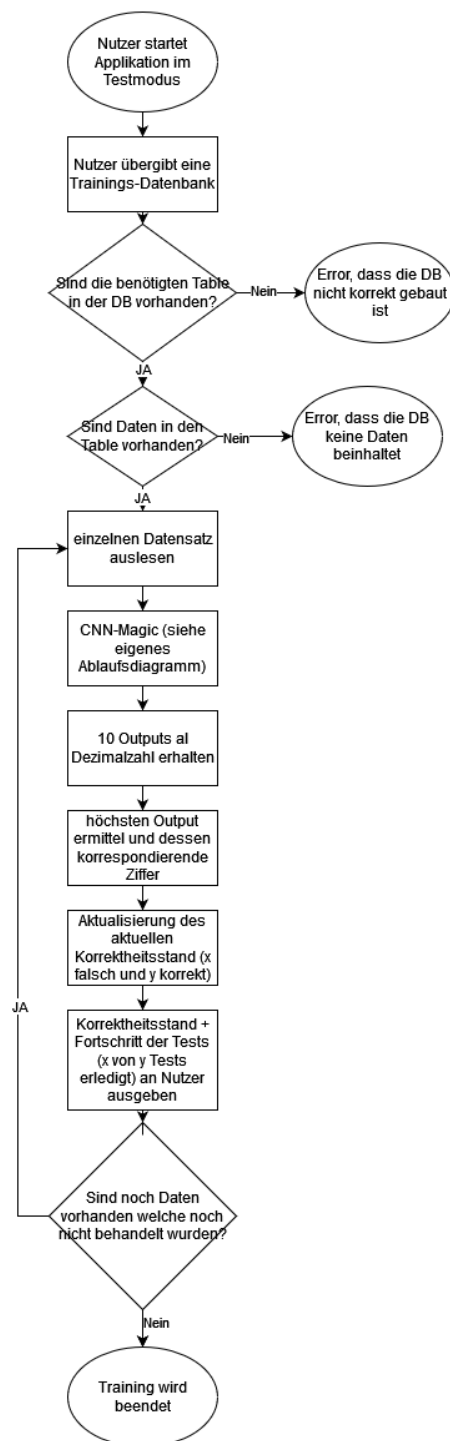 Nutzer startet
Applikation im
Testmodus
Nutzer übergibt eine
Trainings-Datenbank
Sind die benötigten Table
in der DB vorhanden?
Nein
Error, dass die DB
nicht korrekt gebaut
ist
JA
Sind Daten in den
Table vorhanden?
Nein
Error, dass die DB
keine Daten
beinhaltet
JA
einzelnen Datensatz
auslesen
CNN-Magic (siehe
eigenes
Ablaufsdiagramm)
10 Outputs al
Dezimalzahl erhalten
höchsten Output
ermittel und dessen
korrespondierende
Ziffer
Aktualisierung des
aktuellen
Korrektheitsstand (x
falsch und y korrekt)
JA
Korrektheitsstand +
Fortschritt der Tests
(x von y Tests
erledigt) an Nutzer
ausgeben
Sind noch Daten
vorhanden welche noch
nicht behandelt wurden?
Nein
Training wird
beendet